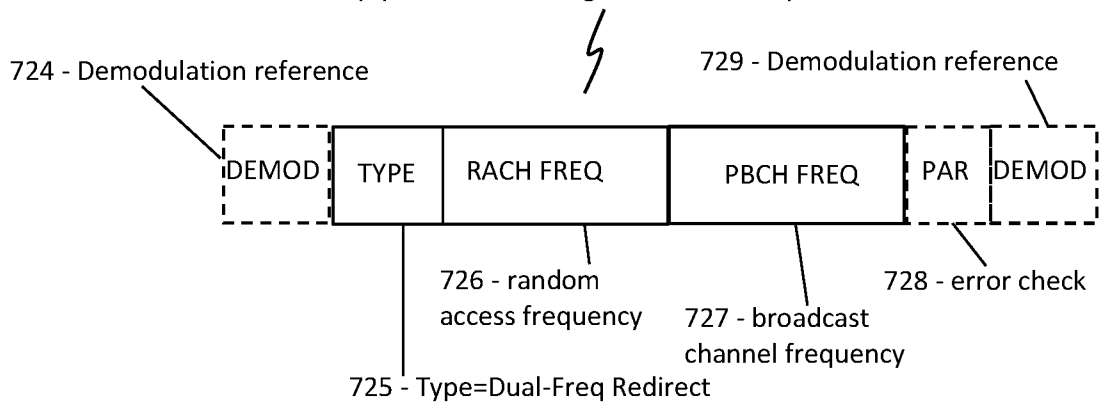 724 - Demodulation reference
729 - Demodulation reference
DEMOD TYPE RACH FREQ PBCH FREQ PAR DEMOD
726 - random
access frequency
728 - error check
727 - broadcast
channel frequency
725 - Type=Dual-Freq Redirect